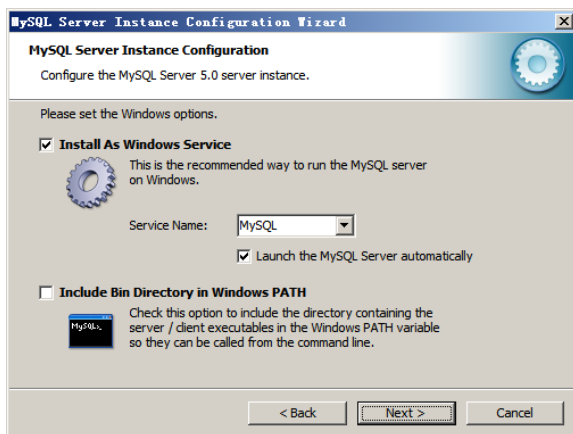 MySQL Server Instance Configuration Wizard
MySQL Server Instance Configuration
Configure the MySQL Server 5.0 server instance.
Please set the Windows options.
Install As Windows Service
This is the recommended way to run the MySQL server
on Windows.
Service Name:
MySQL
Launch the MySQL Server automatically
Include Bin Directory in Windows PATH
MySQL>_
Check this option to include the directory containing the
server / client executables in the Windows PATH variable
so they can be called from the command line.
< Back
Next >
Cancel